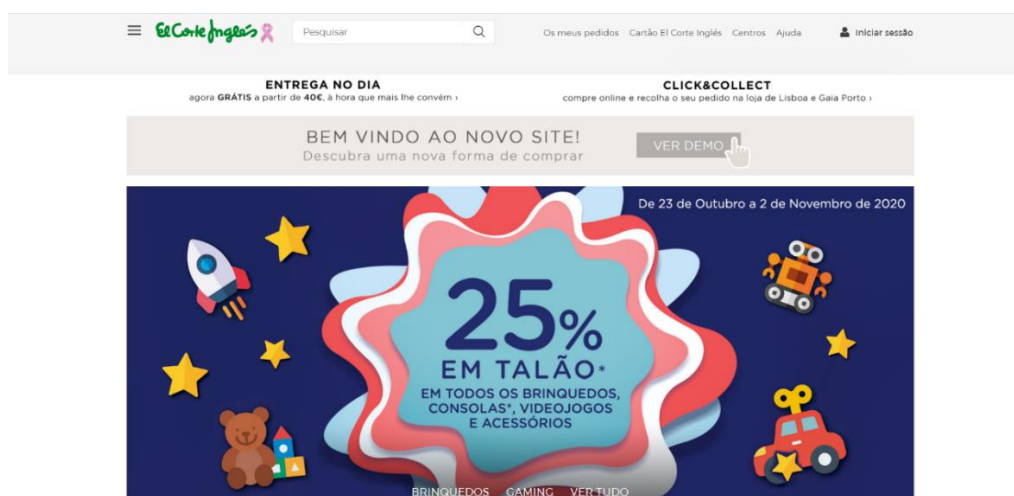 El Corte Inglés
Pesquisar
Os meus pedidos Cartão El Corte Inglés Centros Ajuda
Iniciar sessão
ENTREGA NO DIA
agora GRÁTIS a partir de 40€, à hora que mais lhe convém ›
CLICK&COLLECT
compre online e recolha o seu pedido na loja de Lisboa e Gaia Porto ›
BEM VINDO AO NOVO SITE!
Descubra uma nova forma de comprar
VER DEMO
De 23 de Outubro a 2 de Novembro de 2020
25%
EM TALÃO*
EM TODOS OS BRINQUEDOS,
CONSOLAS*, VIDEOJOGOS
E ACESSÓRIOS
BRINQUEDOS GAMING VER TUDO